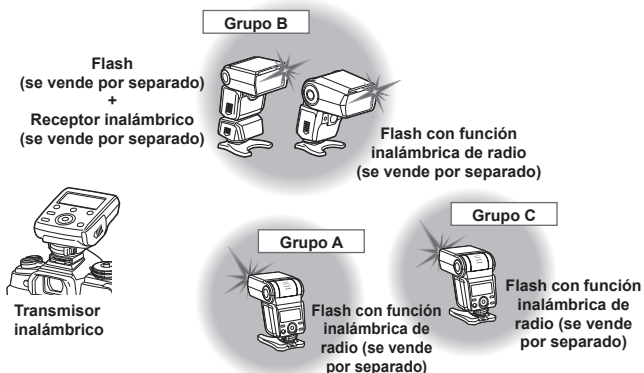 Grupo B
Flash
(se vende por separado)
+
Receptor inalámbrico
(se vende por separado)
Flash con función
inalámbrica de radio
(se vende por separado)
Transmisor
inalámbrico
Grupo A
Flash con función
inalámbrica de
radio (se vende
por separado)
Grupo C
Flash con función
inalámbrica de
radio (se vende
por separado)